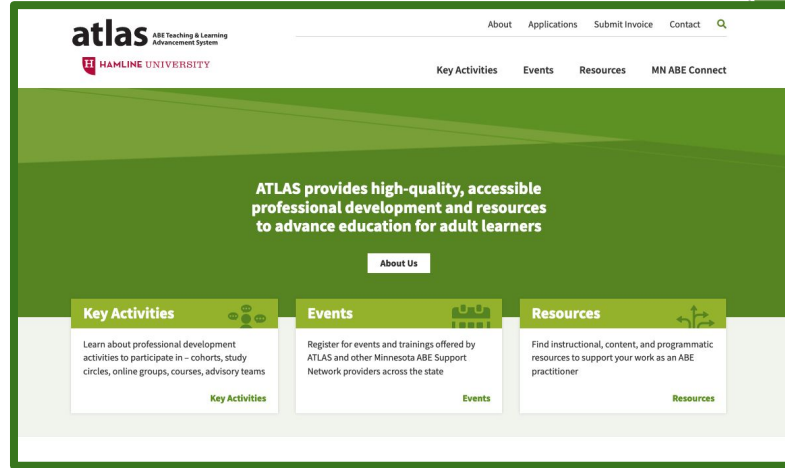 About Applications Submit Invoice Contact
atlas ABE Teaching & Learning
Advancement System
H HAMLINE UNIVERSITY
Key Activities Events Resources MN ABE Connect
ATLAS provides high-quality, accessible
professional development and resources
to advance education for adult learners
About Us
Key Activities
Learn about professional development
activities to participate in – cohorts, study
circles, online groups, courses, advisory teams
Key Activities
Events
Register for events and trainings offered by
ATLAS and other Minnesota ABE Support
Network providers across the state
Events
Resources
Find instructional, content, and programmatic
resources to support your work as an ABE
practitioner
Resources